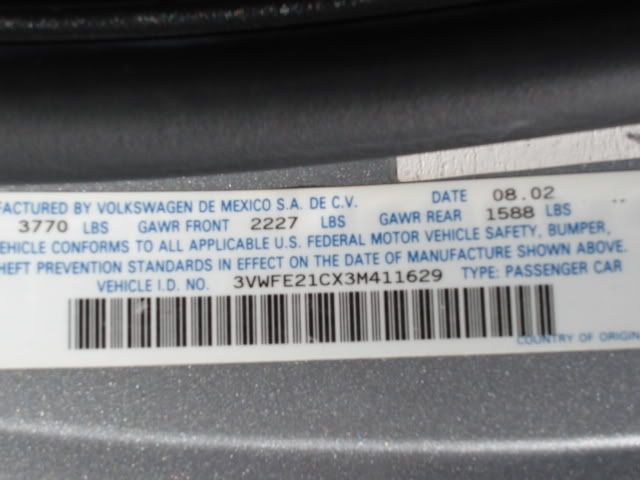 FACTURED BY VOLKSWAGEN DE MEXICO S.A. DE C.V. DATE 08.02
3770 LBS GAWR FRONT 2227 LBS GAWR REAR 1588 LBS
VEHICLE CONFORMS TO ALL APPLICABLE U.S. FEDERAL MOTOR VEHICLE SAFETY, BUMPER,
HEFT PREVENTION STANDARDS IN EFFECT ON THE DATE OF MANUFACTURE SHOWN ABOVE.
VEHICLE I.D. NO. 3VWFE21CX3M411629 TYPE: PASSENGER CAR
COUNTRY OF ORIGIN